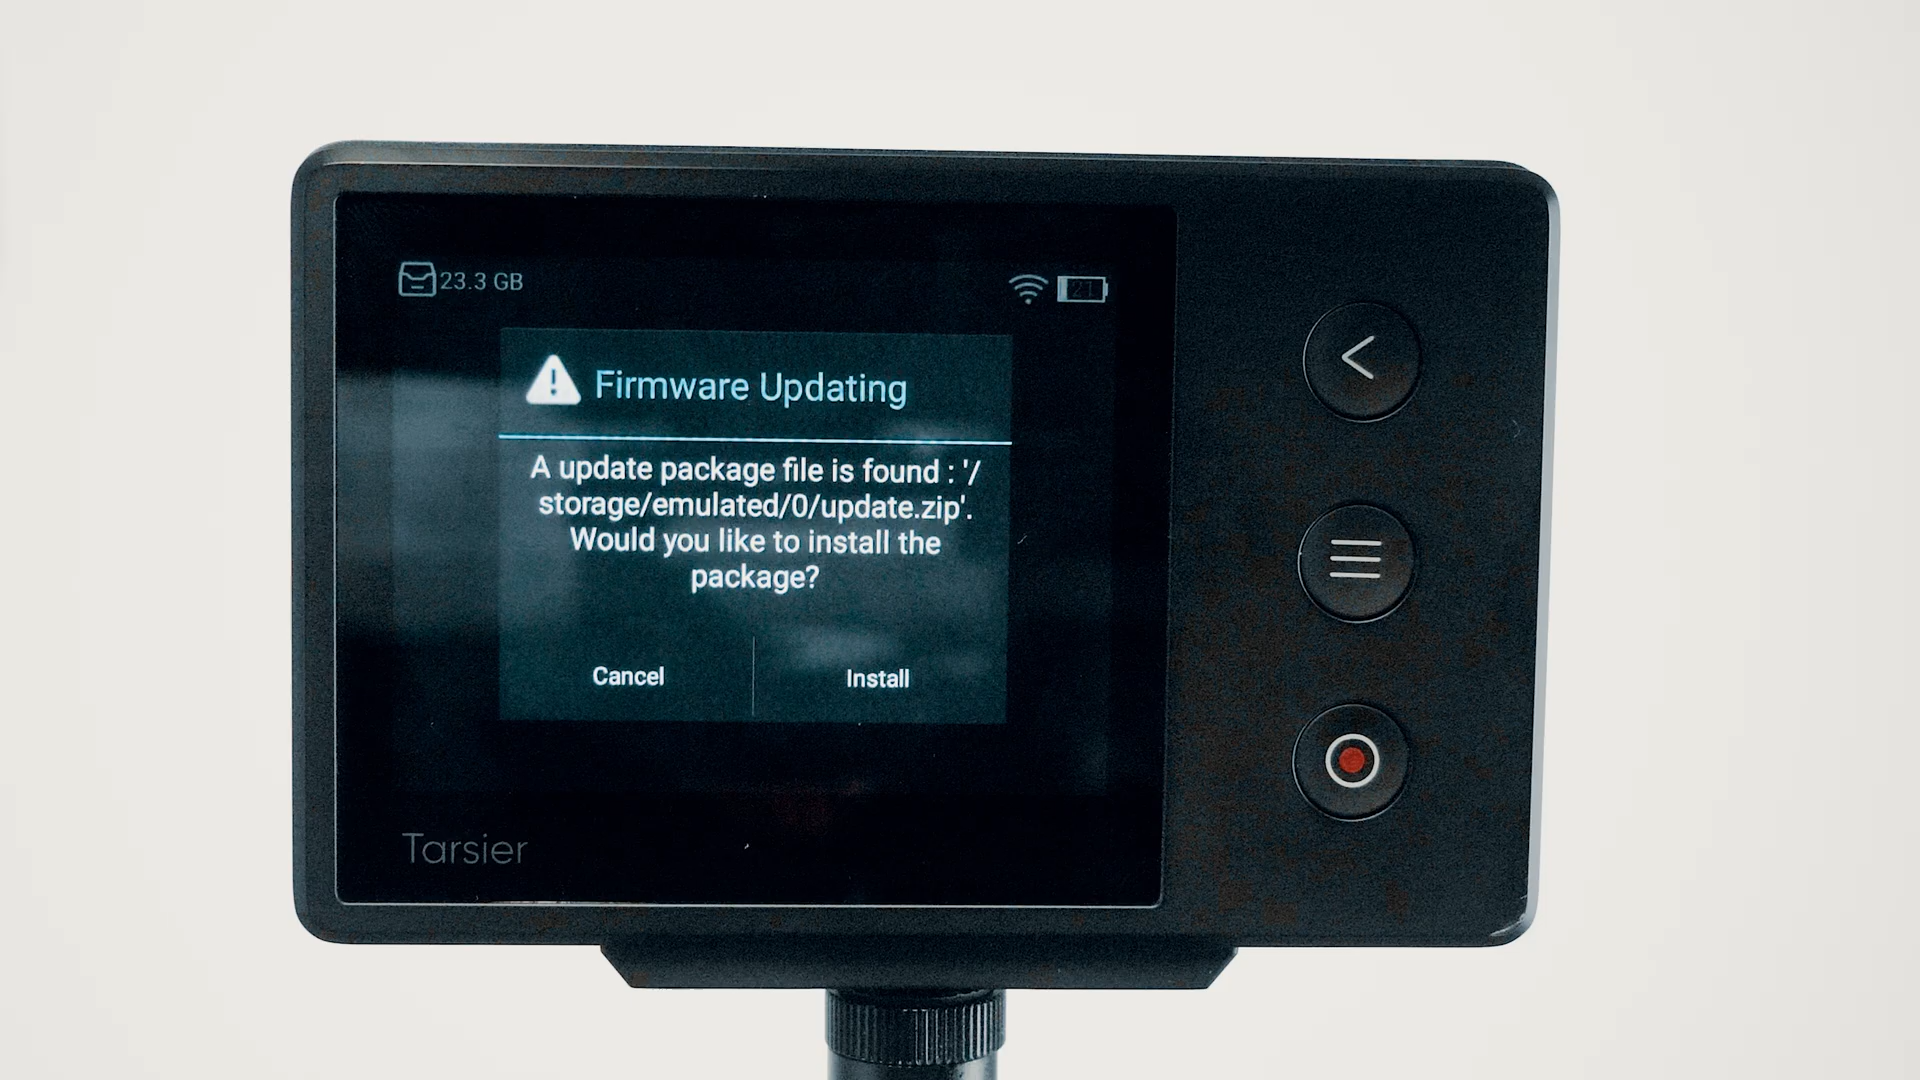 23.3 GB
21
Firmware Updating
A update package file is found : '/
storage/emulated/0/update.zip'.
Would you like to install the
package?
Cancel
Install
Tarsier